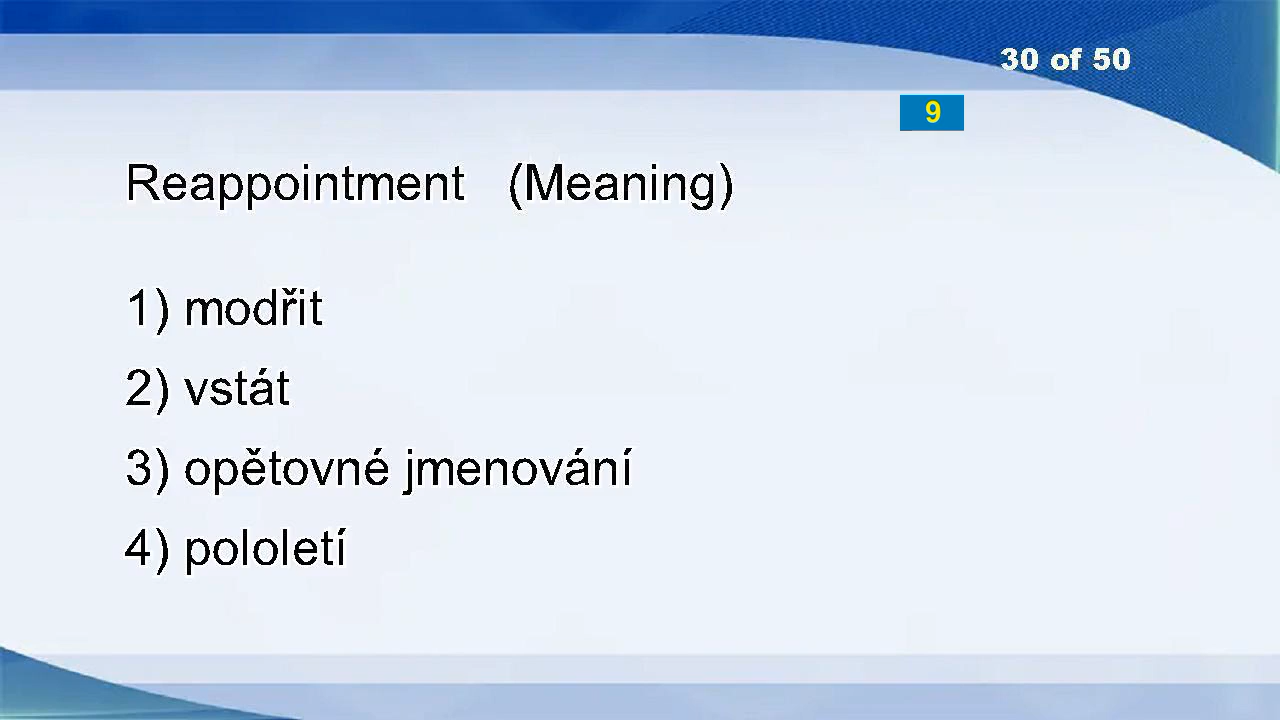 30 of 50
9
Reappointment (Meaning)
1) modřit
2) vstát
3) opětovné jmenování
4) pololetí